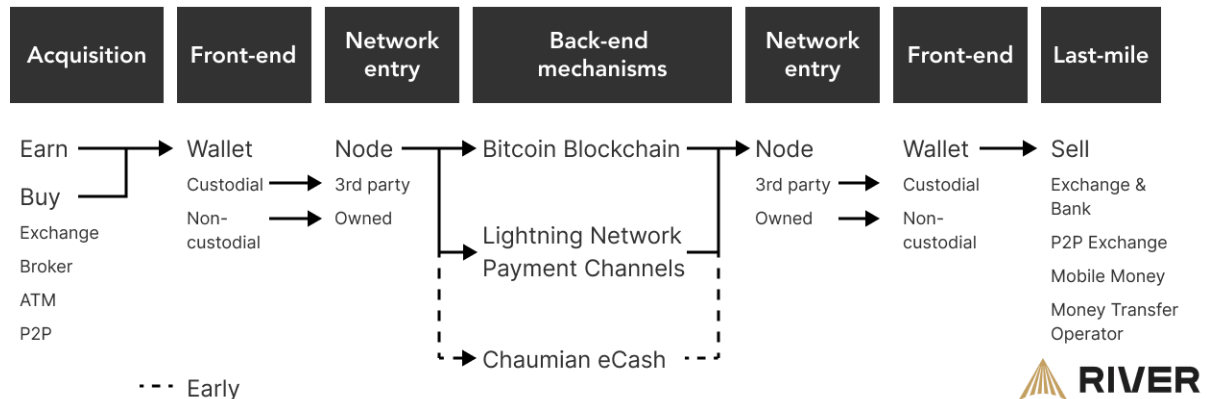 Acquisition
Front-end
Network
entry
Back-end
mechanisms
Network
entry
Front-end
Last-mile
Earn
Buy
Exchange
Broker
ATM
P2P
Wallet
Custodial
Non-
custodial
Node
3rd party
Owned
Bitcoin Blockchain
Lightning Network
Payment Channels
Chaumian eCash
Node
3rd party
Owned
Wallet
Custodial
Non-
custodial
Sell
Exchange &
Bank
P2P Exchange
Mobile Money
Money Transfer
Operator
Early
RIVER